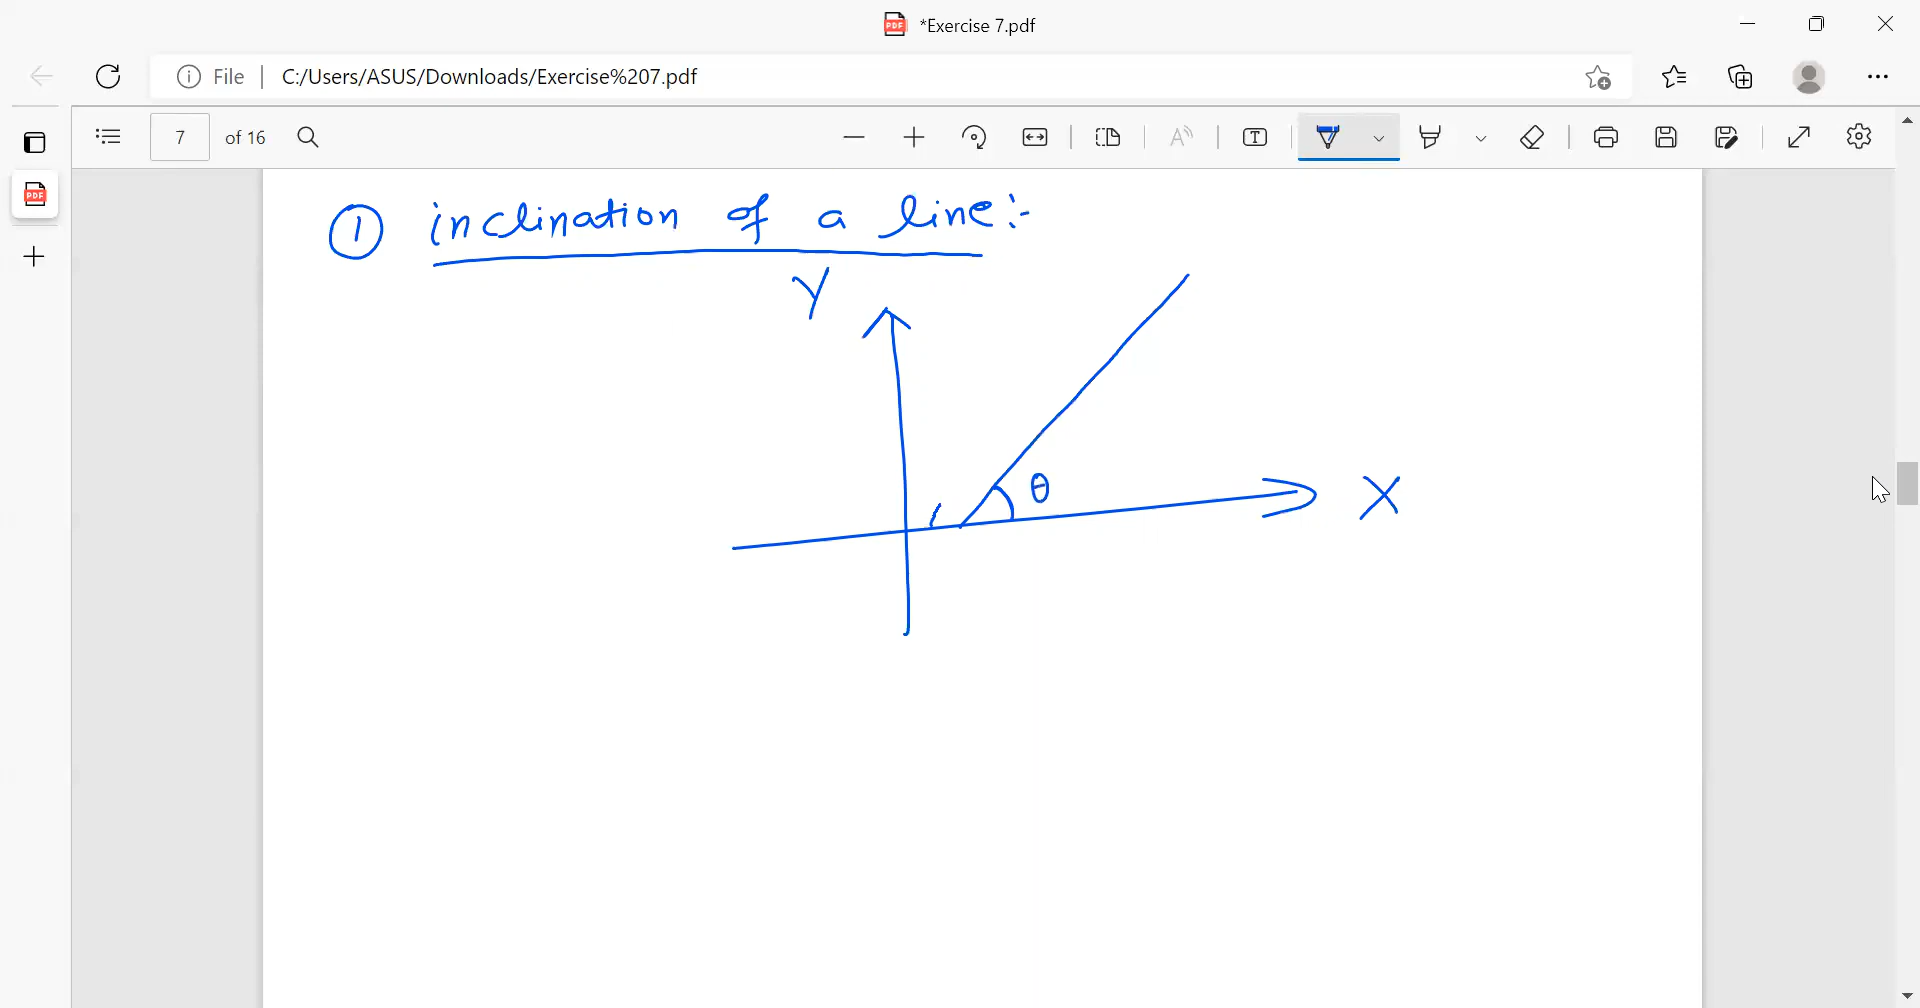 *Exercise 7.pdf
File C:/Users/ASUS/Downloads/Exercise%207.pdf
7 of 16
① inclination of a line:-
Y
θ
X